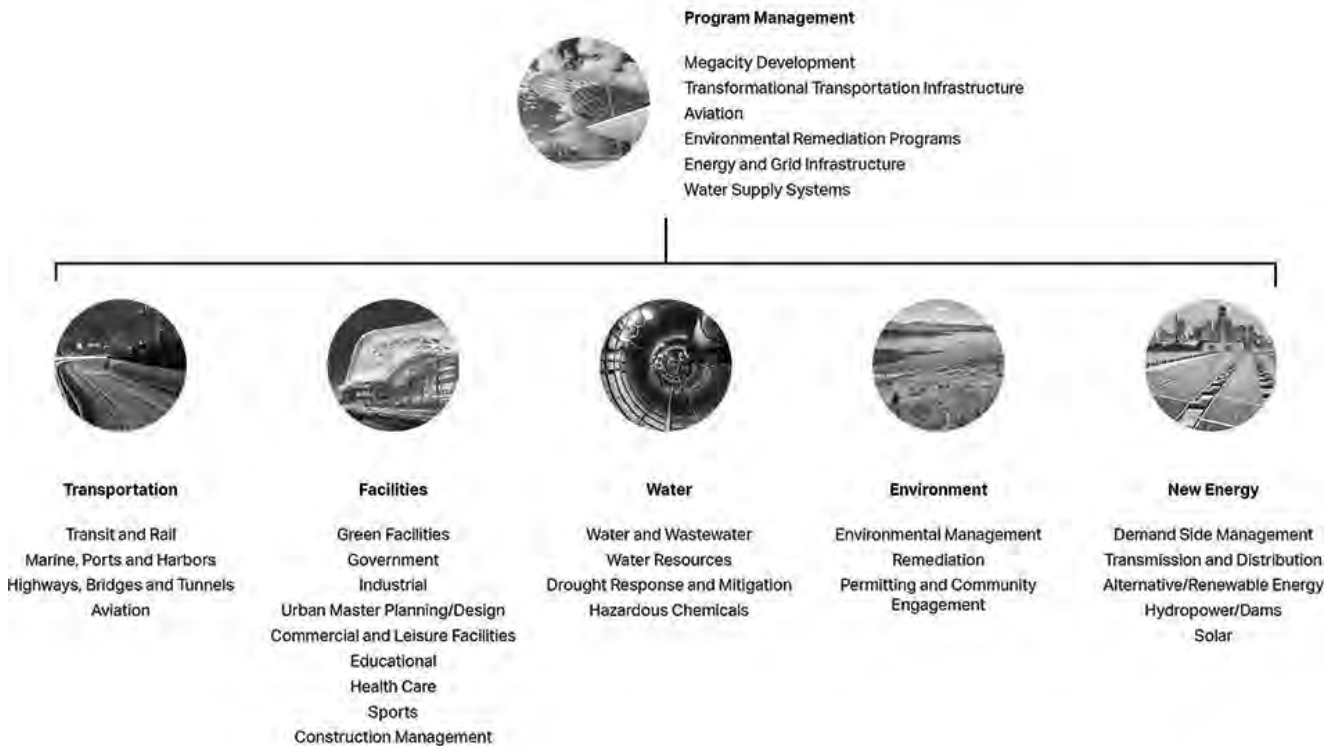 Program Management
Megacity Development
Transformational Transportation Infrastructure
Aviation
Environmental Remediation Programs
Energy and Grid Infrastructure
Water Supply Systems
Transportation
Transit and Rail
Marine, Ports and Harbors
Highways, Bridges and Tunnels
Aviation
Facilities
Green Facilities
Government
Industrial
Urban Master Planning/Design
Commercial and Leisure Facilities
Educational
Health Care
Sports
Construction Management
Water
Water and Wastewater
Water Resources
Drought Response and Mitigation
Hazardous Chemicals
Environment
Environmental Management
Remediation
Permitting and Community
Engagement
New Energy
Demand Side Management
Transmission and Distribution
Alternative/Renewable Energy
Hydropower/Dams
Solar